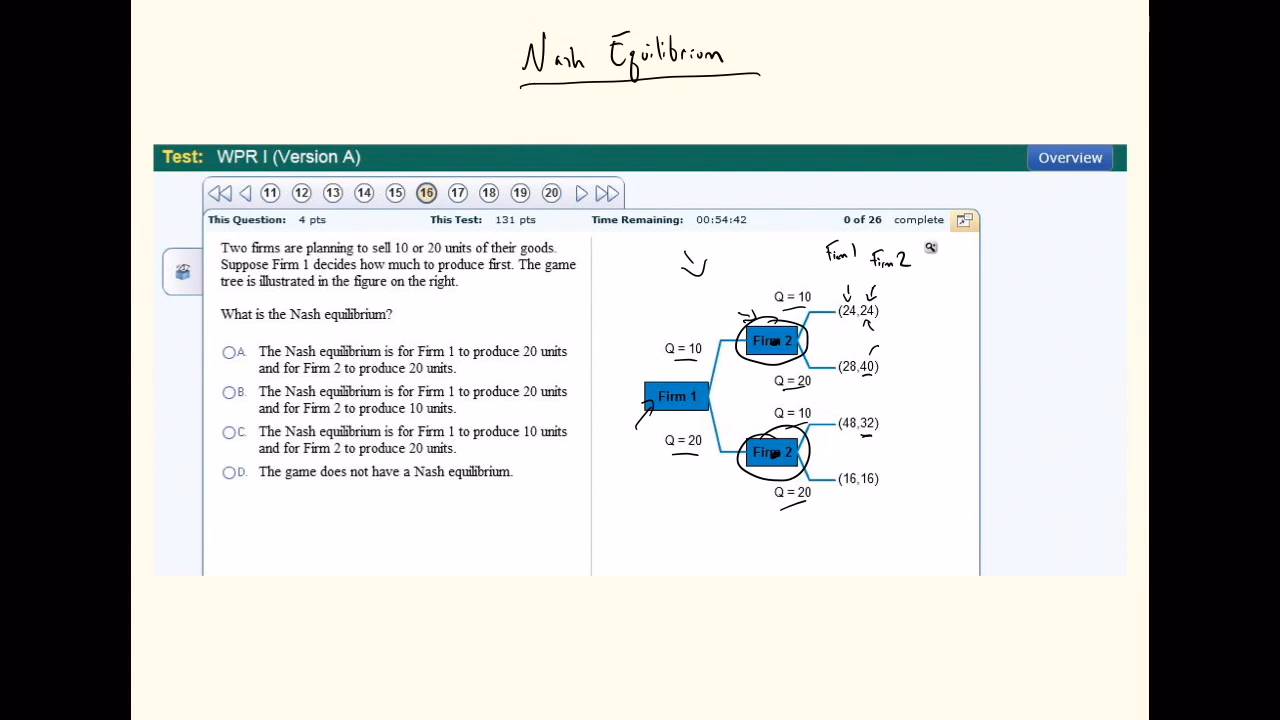 Nash Equilibrium
Test: WPR I (Version A)
Overview
11 12 13 14 15 16 17 18 19 20
This Question: 4 pts This Test: 131 pts Time Remaining: 00:54:42 0 of 26 complete
Two firms are planning to sell 10 or 20 units of their goods.
Suppose Firm 1 decides how much to produce first. The game
tree is illustrated in the figure on the right.
What is the Nash equilibrium?
A. The Nash equilibrium is for Firm 1 to produce 20 units
and for Firm 2 to produce 20 units.
B. The Nash equilibrium is for Firm 1 to produce 20 units
and for Firm 2 to produce 10 units.
C. The Nash equilibrium is for Firm 1 to produce 10 units
and for Firm 2 to produce 20 units.
D. The game does not have a Nash equilibrium.
Firm 1 Firm 2
Q = 10
(24,24)
Firm 2
Q = 10
(28,40)
Q = 20
Firm 1
Q = 10
(48,32)
Q = 20
Firm 2
(16,16)
Q = 20